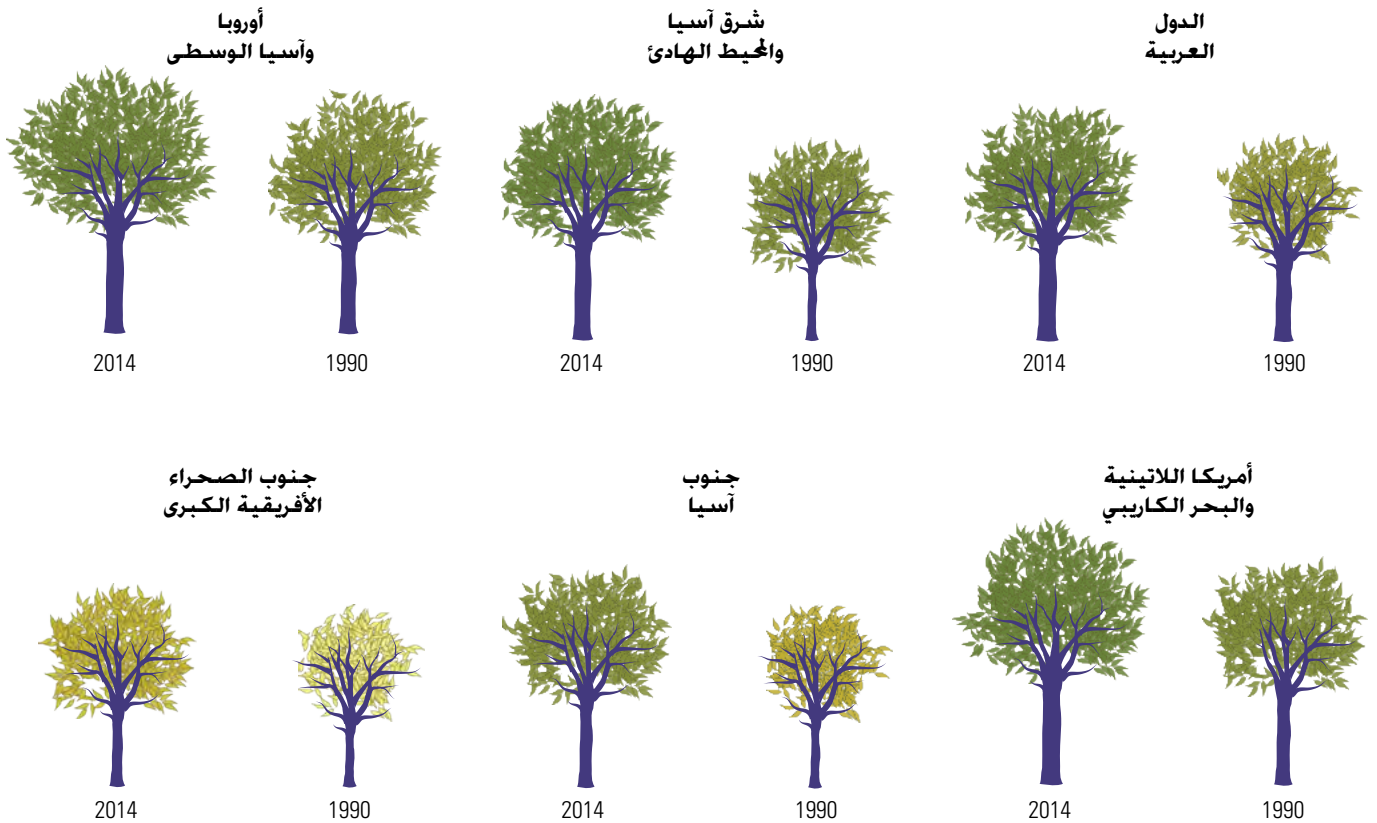 الدول
العربية
1990
2014
شرق آسيا
والمحيط الهادئ
1990
2014
أوروبا
وآسيا الوسطى
1990
2014
أمريكا اللاتينية
والبحر الكاريبي
1990
2014
جنوب
آسيا
1990
2014
جنوب الصحراء
الأفريقية الكبرى
1990
2014